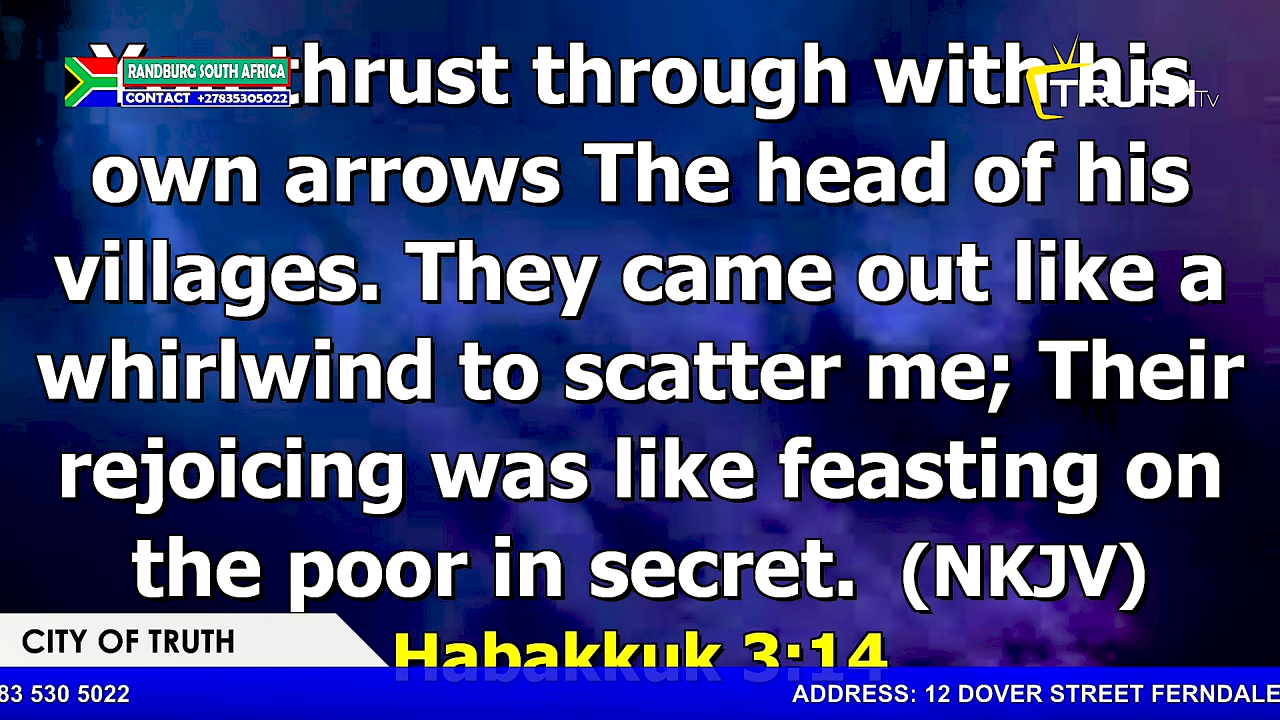 thrust through with his
RANDBURG SOUTH AFRICA
CONTACT +27835305022
TRUTH TV
own arrows The head of his
villages. They came out like a
whirlwind to scatter me; Their
rejoicing was like feasting on
the poor in secret. (NKJV)
Habakkuk 3:14
CITY OF TRUTH
83 530 5022
ADDRESS: 12 DOVER STREET FERNDALE